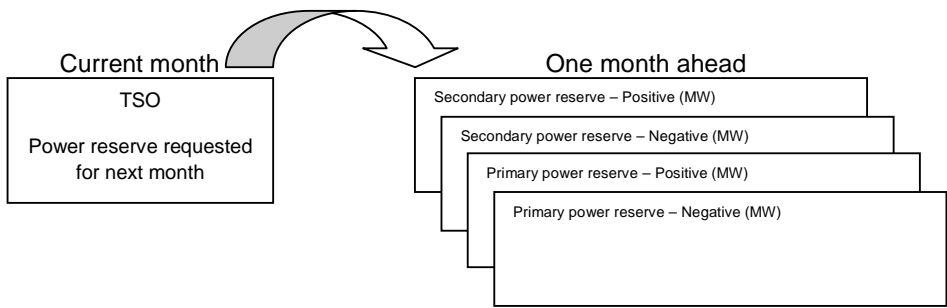 Current month
TSO
Power reserve requested
for next month
One month ahead
Secondary power reserve – Positive (MW)
Secondary power reserve – Negative (MW)
Primary power reserve – Positive (MW)
Primary power reserve – Negative (MW)